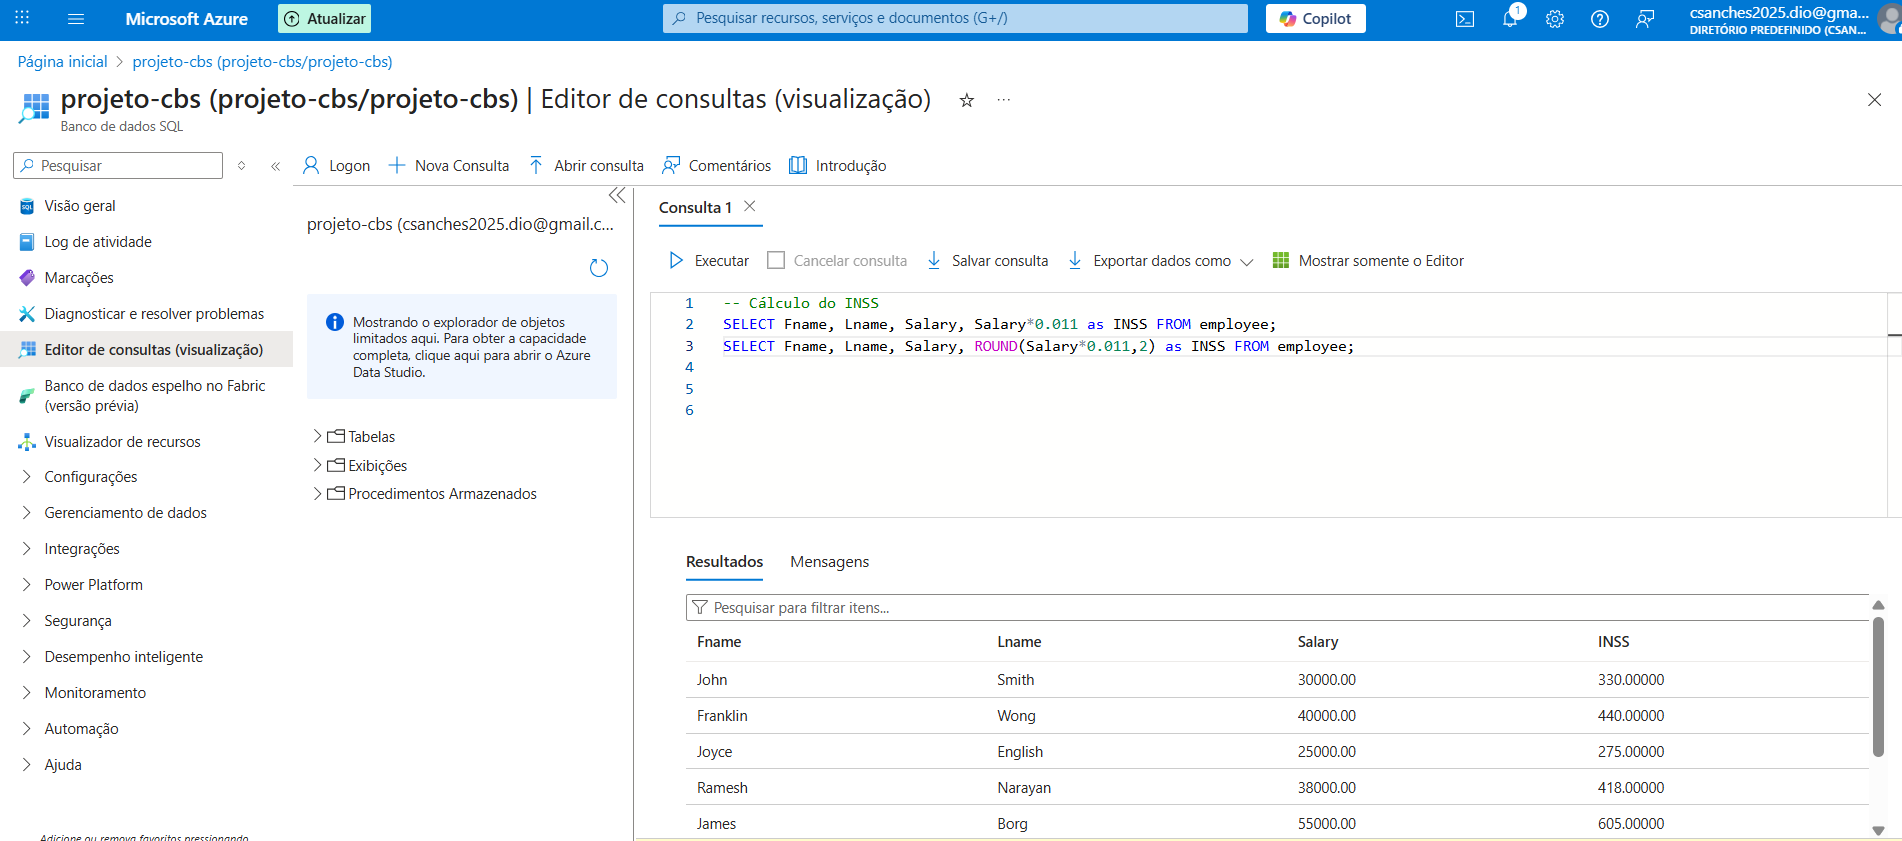 Microsoft Azure
Atualizar
Pesquisar recursos, serviços e documentos (G+/)
Copilot
1
csanches2025.dio@gma...
DIRETÓRIO PREDEFINIDO (CSAN...
Página inicial > projeto-cbs (projeto-cbs/projeto-cbs)
projeto-cbs (projeto-cbs/projeto-cbs) | Editor de consultas (visualização)
Banco de dados SQL
Pesquisar
Logon
Nova Consulta
Abrir consulta
Comentários
Introdução
Visão geral
Log de atividade
Marcações
Diagnosticar e resolver problemas
Editor de consultas (visualização)
Banco de dados espelho no Fabric
(versão prévia)
Visualizador de recursos
Configurações
Gerenciamento de dados
Integrações
Power Platform
Segurança
Desempenho inteligente
Monitoramento
Automação
Ajuda
Adicione ou remova favoritos pressionando
projeto-cbs (csanches2025.dio@gmail.c...
Mostrando o explorador de objetos
limitados aqui. Para obter a capacidade
completa, clique aqui para abrir o Azure
Data Studio.
Tabelas
Exibições
Procedimentos Armazenados
Consulta 1
Executar
Cancelar consulta
Salvar consulta
Exportar dados como
Mostrar somente o Editor
1 -- Cálculo do INSS
2 SELECT Fname, Lname, Salary, Salary*0.011 as INSS FROM employee;
3 SELECT Fname, Lname, Salary, ROUND(Salary*0.011,2) as INSS FROM employee;
4
5
6
Resultados
Mensagens
Pesquisar para filtrar itens...
Fname Lname Salary INSS
John Smith 30000.00 330.00000
Franklin Wong 40000.00 440.00000
Joyce English 25000.00 275.00000
Ramesh Narayan 38000.00 418.00000
James Borg 55000.00 605.00000